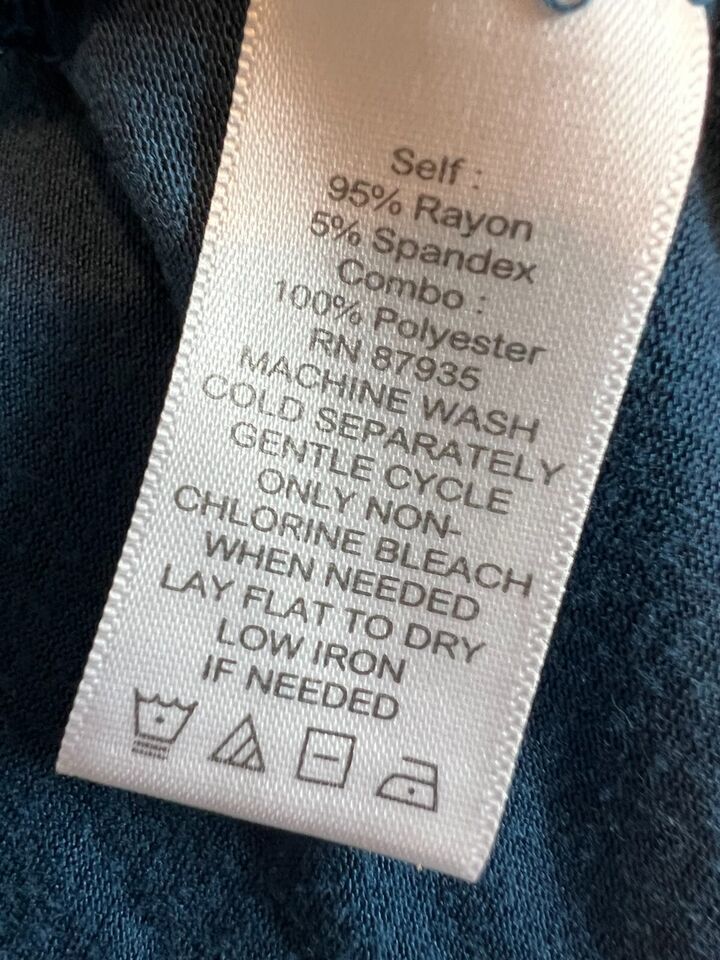 Self :
95% Rayon
5% Spandex
Combo :
100% Polyester
RN 87935
MACHINE WASH
COLD SEPARATELY
GENTLE CYCLE
ONLY NON-
CHLORINE BLEACH
WHEN NEEDED
LAY FLAT TO DRY
LOW IRON
IF NEEDED